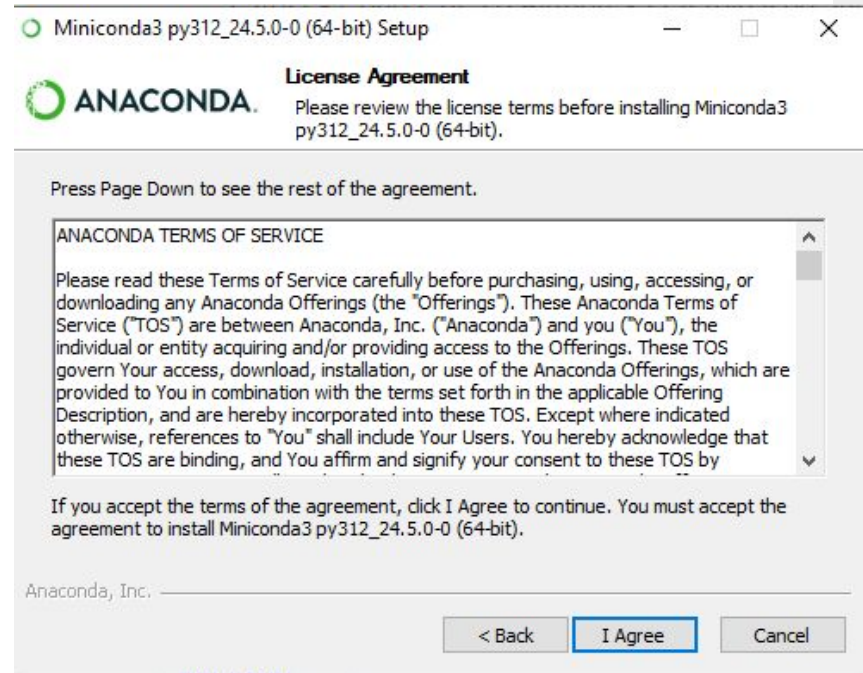 Miniconda3 py312_24.5.0-0 (64-bit) Setup
ANACONDA.
License Agreement
Please review the license terms before installing Miniconda3
py312_24.5.0-0 (64-bit).
Press Page Down to see the rest of the agreement.
ANACONDA TERMS OF SERVICE
Please read these Terms of Service carefully before purchasing, using, accessing, or
downloading any Anaconda Offerings (the "Offerings"). These Anaconda Terms of
Service ("TOS") are between Anaconda, Inc. ("Anaconda") and you ("You"), the
individual or entity acquiring and/or providing access to the Offerings. These TOS
govern Your access, download, installation, or use of the Anaconda Offerings, which are
provided to You in combination with the terms set forth in the applicable Offering
Description, and are hereby incorporated into these TOS. Except where indicated
otherwise, references to "You" shall include Your Users. You hereby acknowledge that
these TOS are binding, and You affirm and signify your consent to these TOS by
If you accept the terms of the agreement, click I Agree to continue. You must accept the
agreement to install Miniconda3 py312_24.5.0-0 (64-bit).
Anaconda, Inc.
< Back
I Agree
Cancel